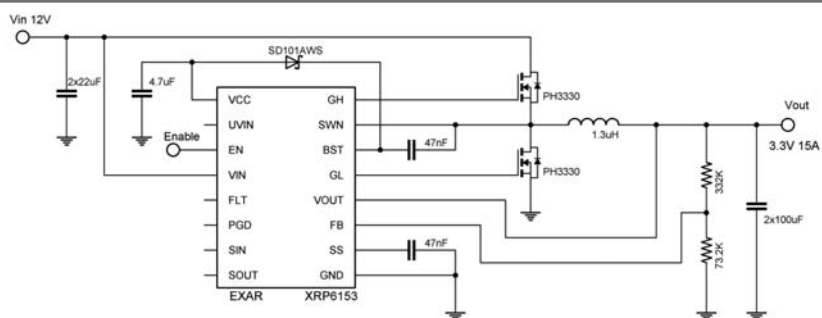 Vin 12V
SD101AWS
2x22uF
4.7uF
PH3330
VCC
GH
UVIN
SWN
Vout
Enable
EN
BST
47nF
1.3uH
3.3V 15A
VIN
GL
PH3330
332K
FLT
VOUT
PGD
FB
2x100uF
SIN
SS
47nF
73.2K
SOUT
GND
EXAR
XRP6153